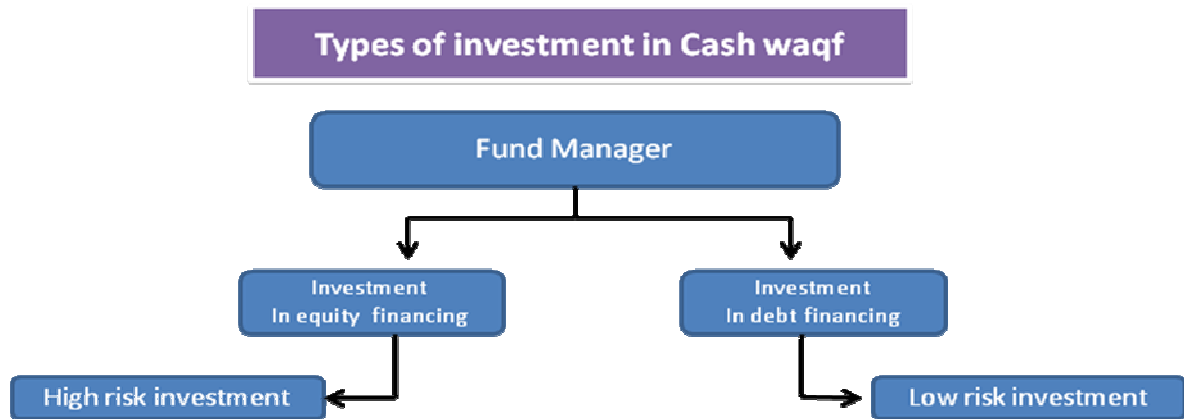 Types of investment in Cash waqf
Fund Manager
Investment
In equity financing
Investment
In debt financing
High risk investment
Low risk investment